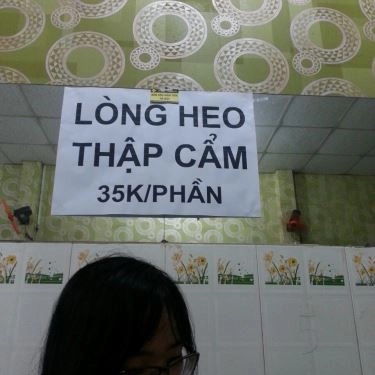 LÒNG HEO
THẬP CẨM
35K/PHẦN